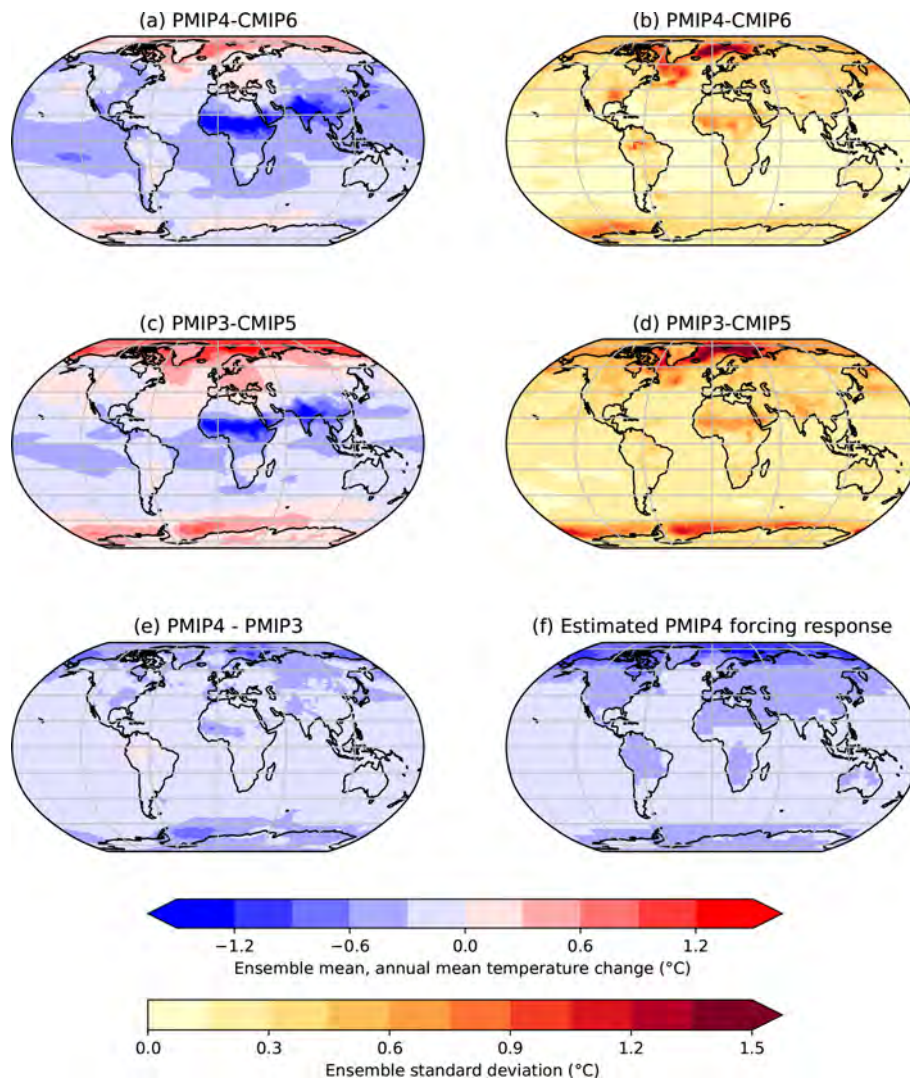 (a) PMIP4-CMIP6
(b) PMIP4-CMIP6
(c) PMIP3-CMIP5
(d) PMIP3-CMIP5
(e) PMIP4 - PMIP3
(f) Estimated PMIP4 forcing response
−1.2 −0.6 0.0 0.6 1.2
Ensemble mean, annual mean temperature change (°C)
0.0 0.3 0.6 0.9 1.2 1.5
Ensemble standard deviation (°C)